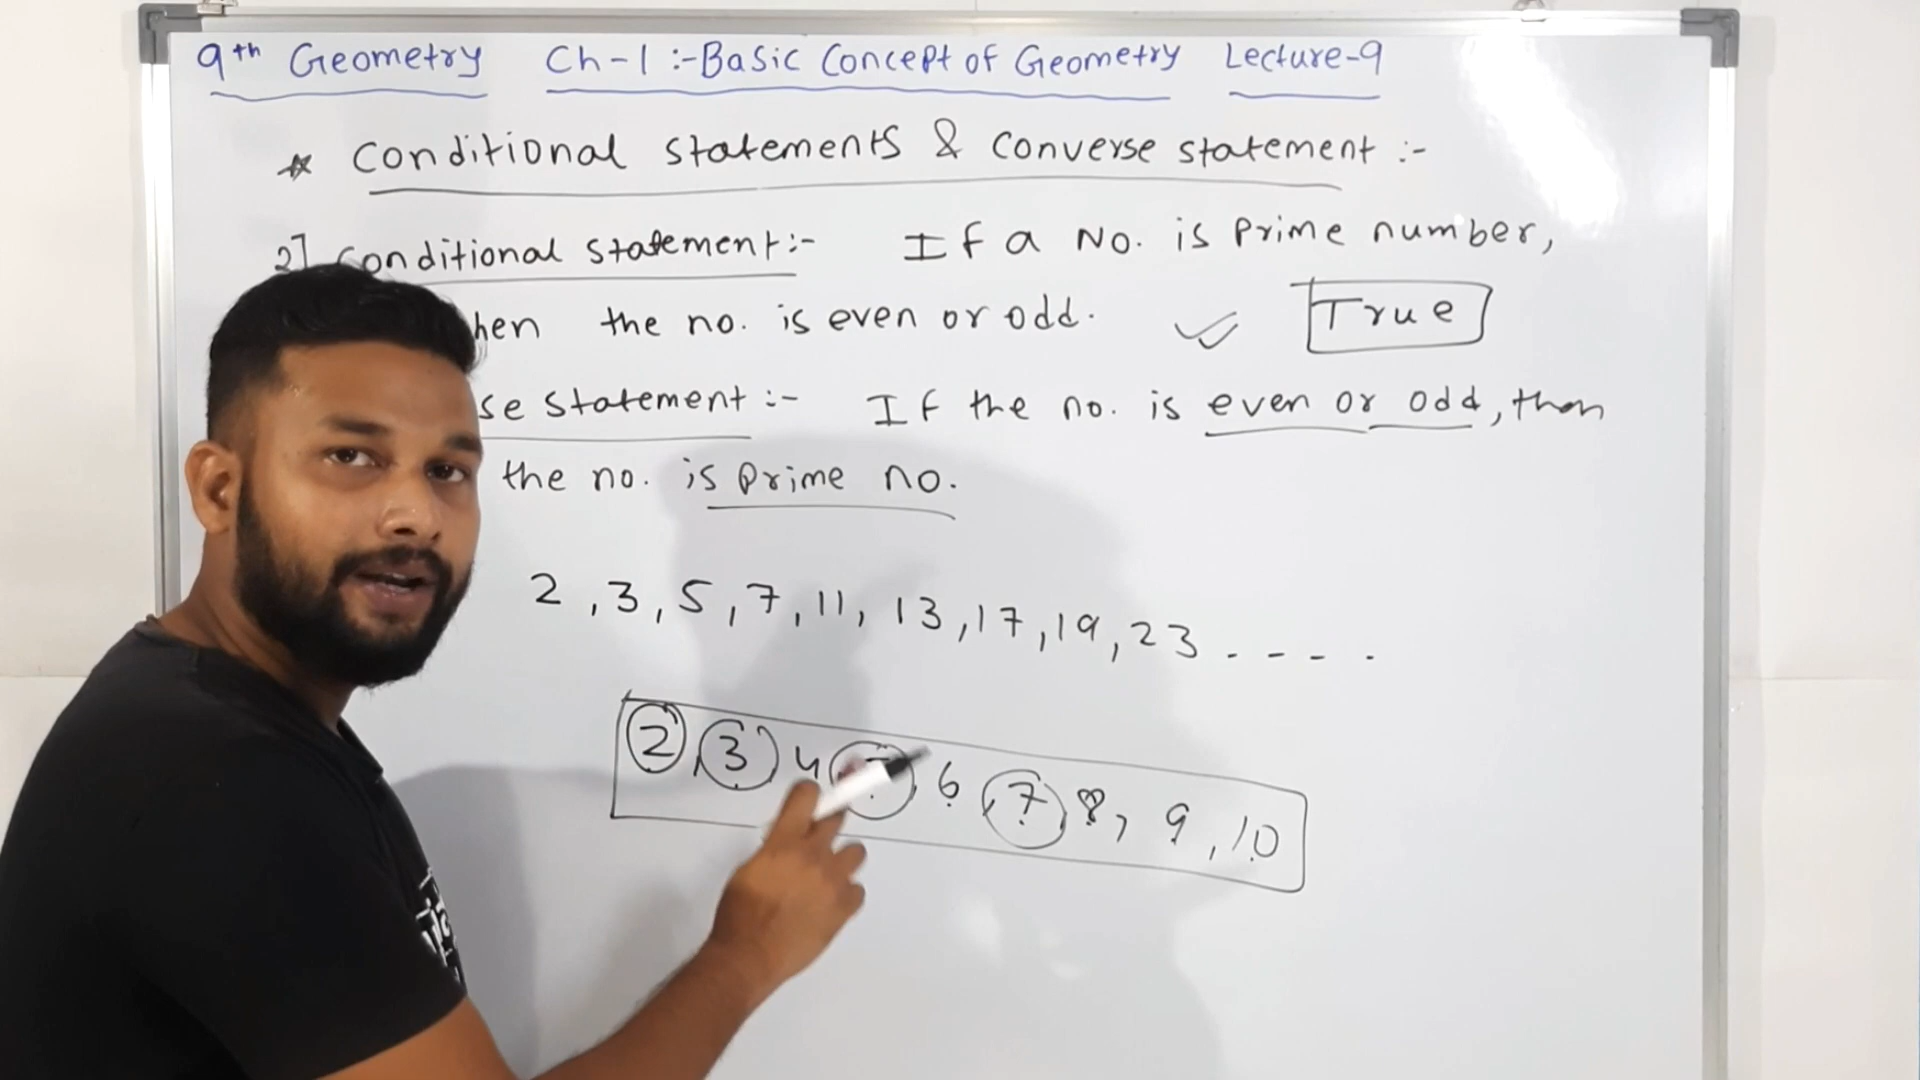 9th Geometry Ch-1 :- Basic Concept of Geometry Lecture-9
* Conditional statements & Converse statement :-
2] Conditional statement:- If a No. is Prime number,
hen the no. is even or odd. True
se statement :- If the no. is even or odd, then
the no. is prime no.
2, 3, 5, 7, 11, 13, 17, 19, 23 - - - -
2, 3 4 6, 7 8, 9, 10